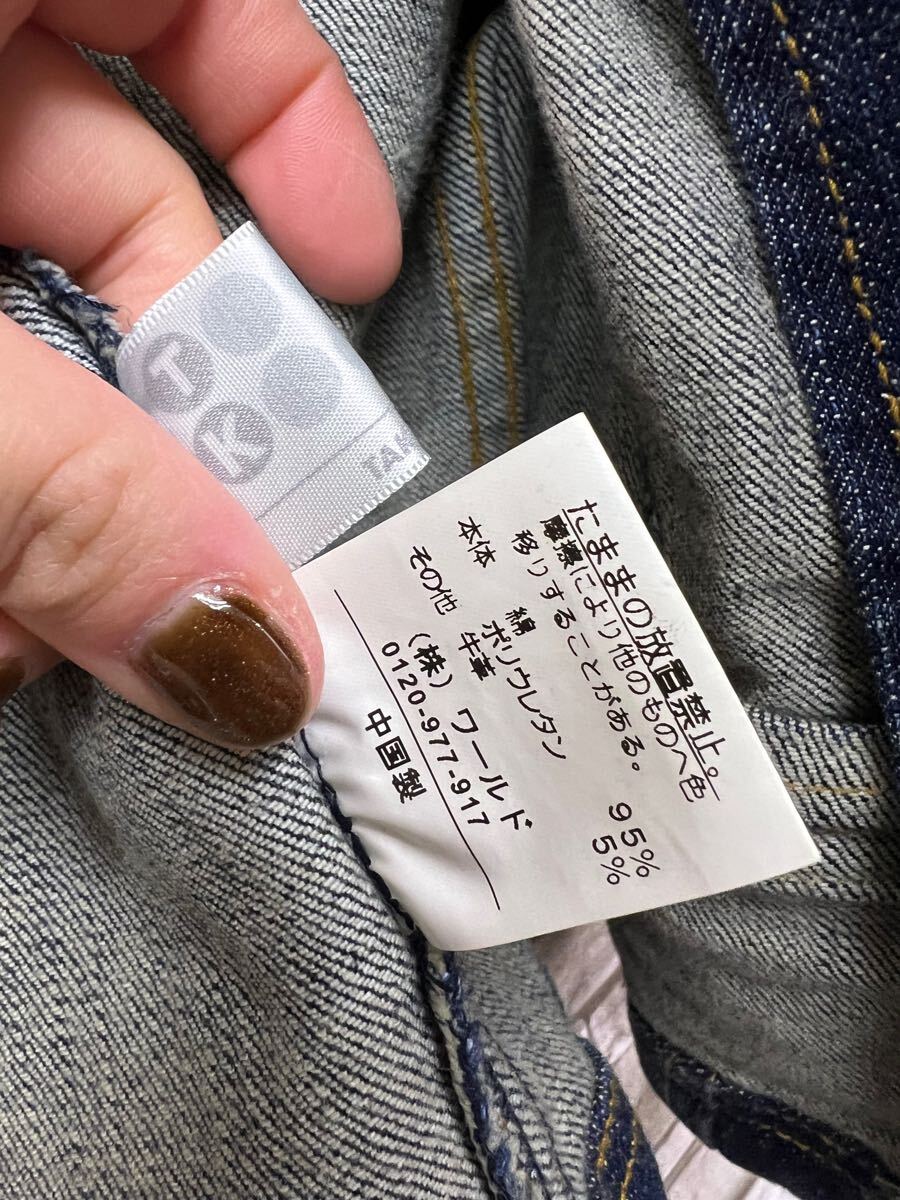 T
K
TAK
たままの放置禁止。
摩擦により他のものへ色
移りすることがある。
本体 綿 95%
ポリウレタン 5%
その他 牛革
(株) ワールド
0120-977-917
中国製